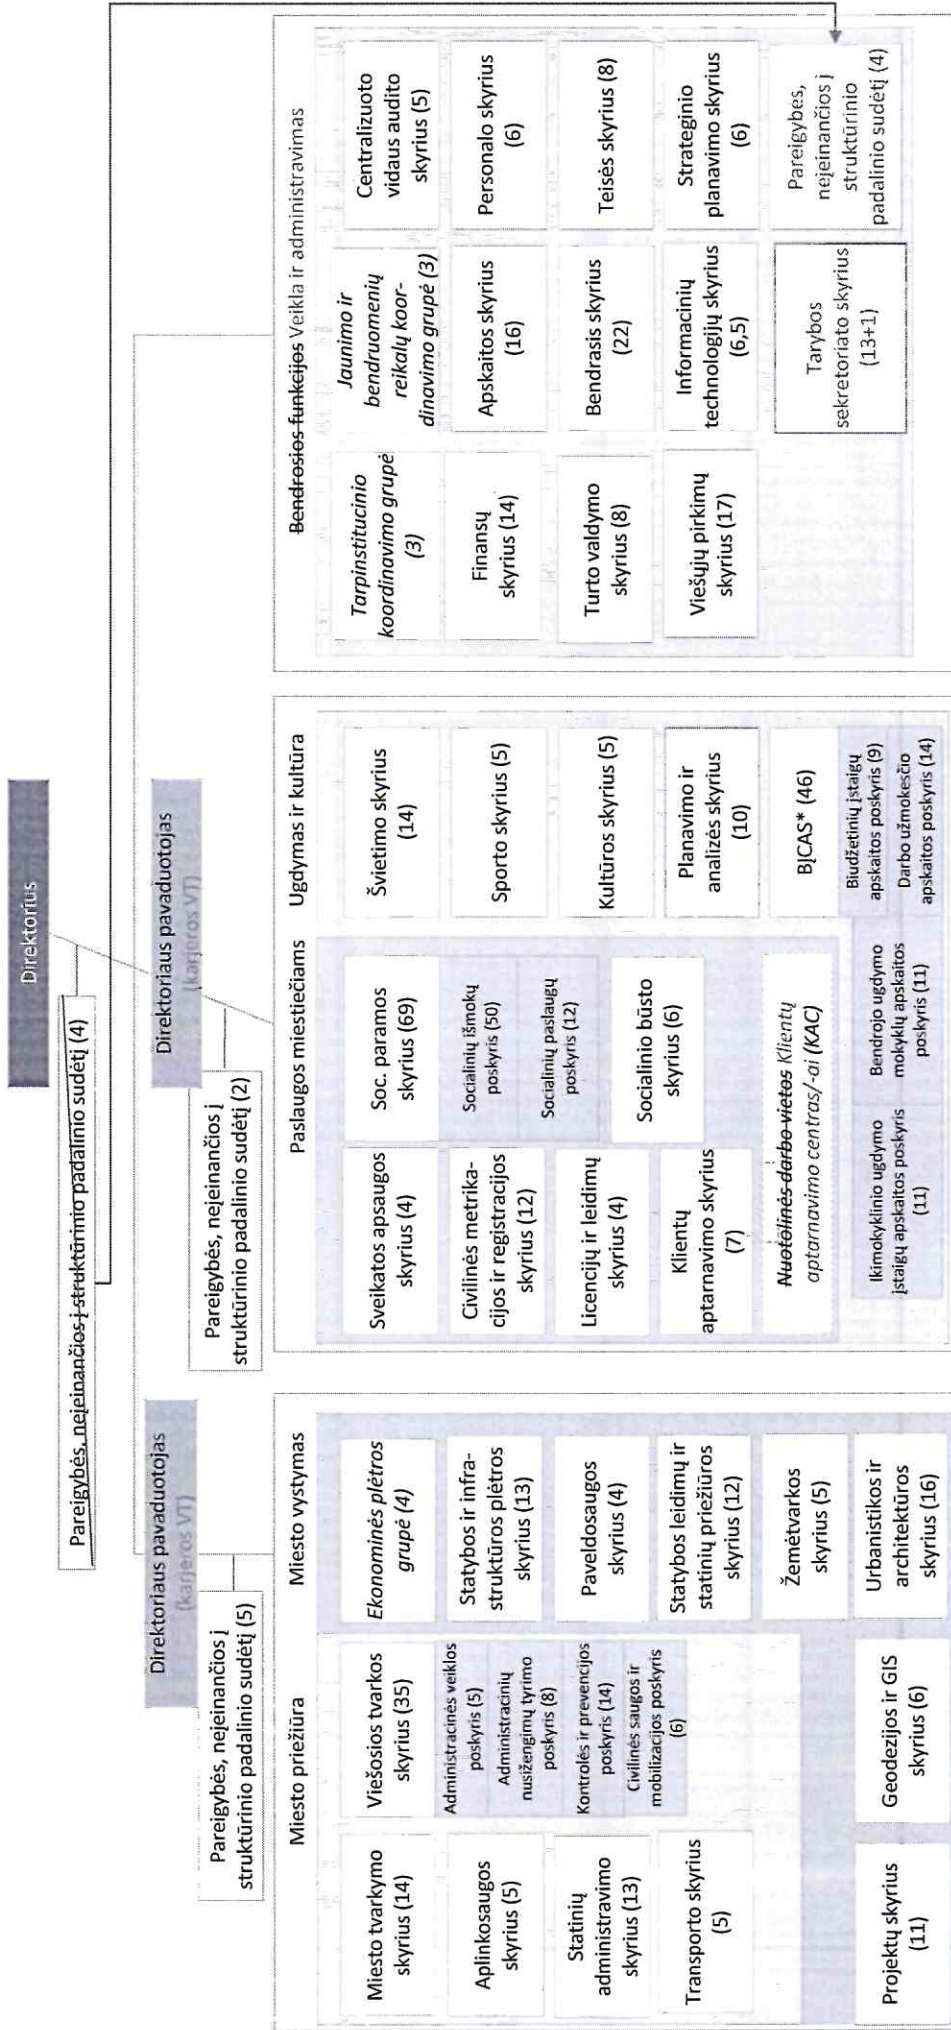 Direktorius
Pareigybės, neįeinančios į struktūrinio padalinio sudėtį (4)
Direktoriaus pavaduotojas
(karjeros VT)
Pareigybės, neįeinančios į
struktūrinio padalinio sudėtį (5)
Direktoriaus pavaduotojas
(karjeros VT)
Pareigybės, neįeinančios į
struktūrinio padalinio sudėtį (2)
Miesto priežiūra
Miesto tvarkymo
skyrius (14)
Aplinkosaugos
skyrius (5)
Statinių
administravimo
skyrius (13)
Transporto skyrius
(5)
Viešosios tvarkos
skyrius (35)
Administracinės veiklos
poskyris (5)
Administracinių
nusižengimų tyrimo
poskyris (8)
Kontrolės ir prevencijos
poskyris (14)
Civilinės saugos ir
mobilizacijos poskyris
(6)
Projektų skyrius
(11)
Geodezijos ir GIS
skyrius (6)
Miesto vystymas
Ekonominės plėtros
grupė (4)
Statybos ir infra-
struktūros plėtros
skyrius (13)
Paveldosaugos
skyrius (4)
Statybos leidimų ir
statinių priežiūros
skyrius (12)
Žemėtvarkos
skyrius (5)
Urbanistikos ir
architektūros
skyrius (16)
Paslaugos miestiečiams
Sveikatos apsaugos
skyrius (4)
Civilinės metrika-
cijos ir registracijos
skyrius (12)
Licencijų ir leidimų
skyrius (4)
Klientų
aptarnavimo skyrius
(7)
Soc. paramos
skyrius (69)
Socialinių išmokų
poskyris (50)
Socialinių paslaugų
poskyris (12)
Socialinio būsto
skyrius (6)
Nuotolinės darbo vietos Klientų
aptarnavimo centras/-ai (KAC)
Ugdymas ir kultūra
Švietimo skyrius
(14)
Sporto skyrius (5)
Kultūros skyrius (5)
Planavimo ir
analizės skyrius
(10)
BĮCAS* (46)
Ikimokyklinio ugdymo
įstaigų apskaitos poskyris
(11)
Bendrojo ugdymo
mokyklų apskaitos
poskyris (11)
Biudžetinių įstaigų
apskaitos poskyris (9)
Darbo užmokesčio
apskaitos poskyris (14)
Bendrosios funkcijos Veikla ir administravimas
Tarpinstitucinio
koordinavimo grupė
(3)
Finansų
skyrius (14)
Turto valdymo
skyrius (8)
Viešųjų pirkimų
skyrius (17)
Jaunimo ir
bendruomenių
reikalų koor-
dinavimo grupė (3)
Apskaitos skyrius
(16)
Bendrasis skyrius
(22)
Informacinių
technologijų skyrius
(6,5)
Tarybos
sekretoriato skyrius
(13+1)
Centralizuoto
vidaus audito
skyrius (5)
Personalo skyrius
(6)
Teisės skyrius (8)
Strateginio
planavimo skyrius
(6)
Pareigybės,
neįeinančios į
struktūrinio
padalinio sudėtį (4)